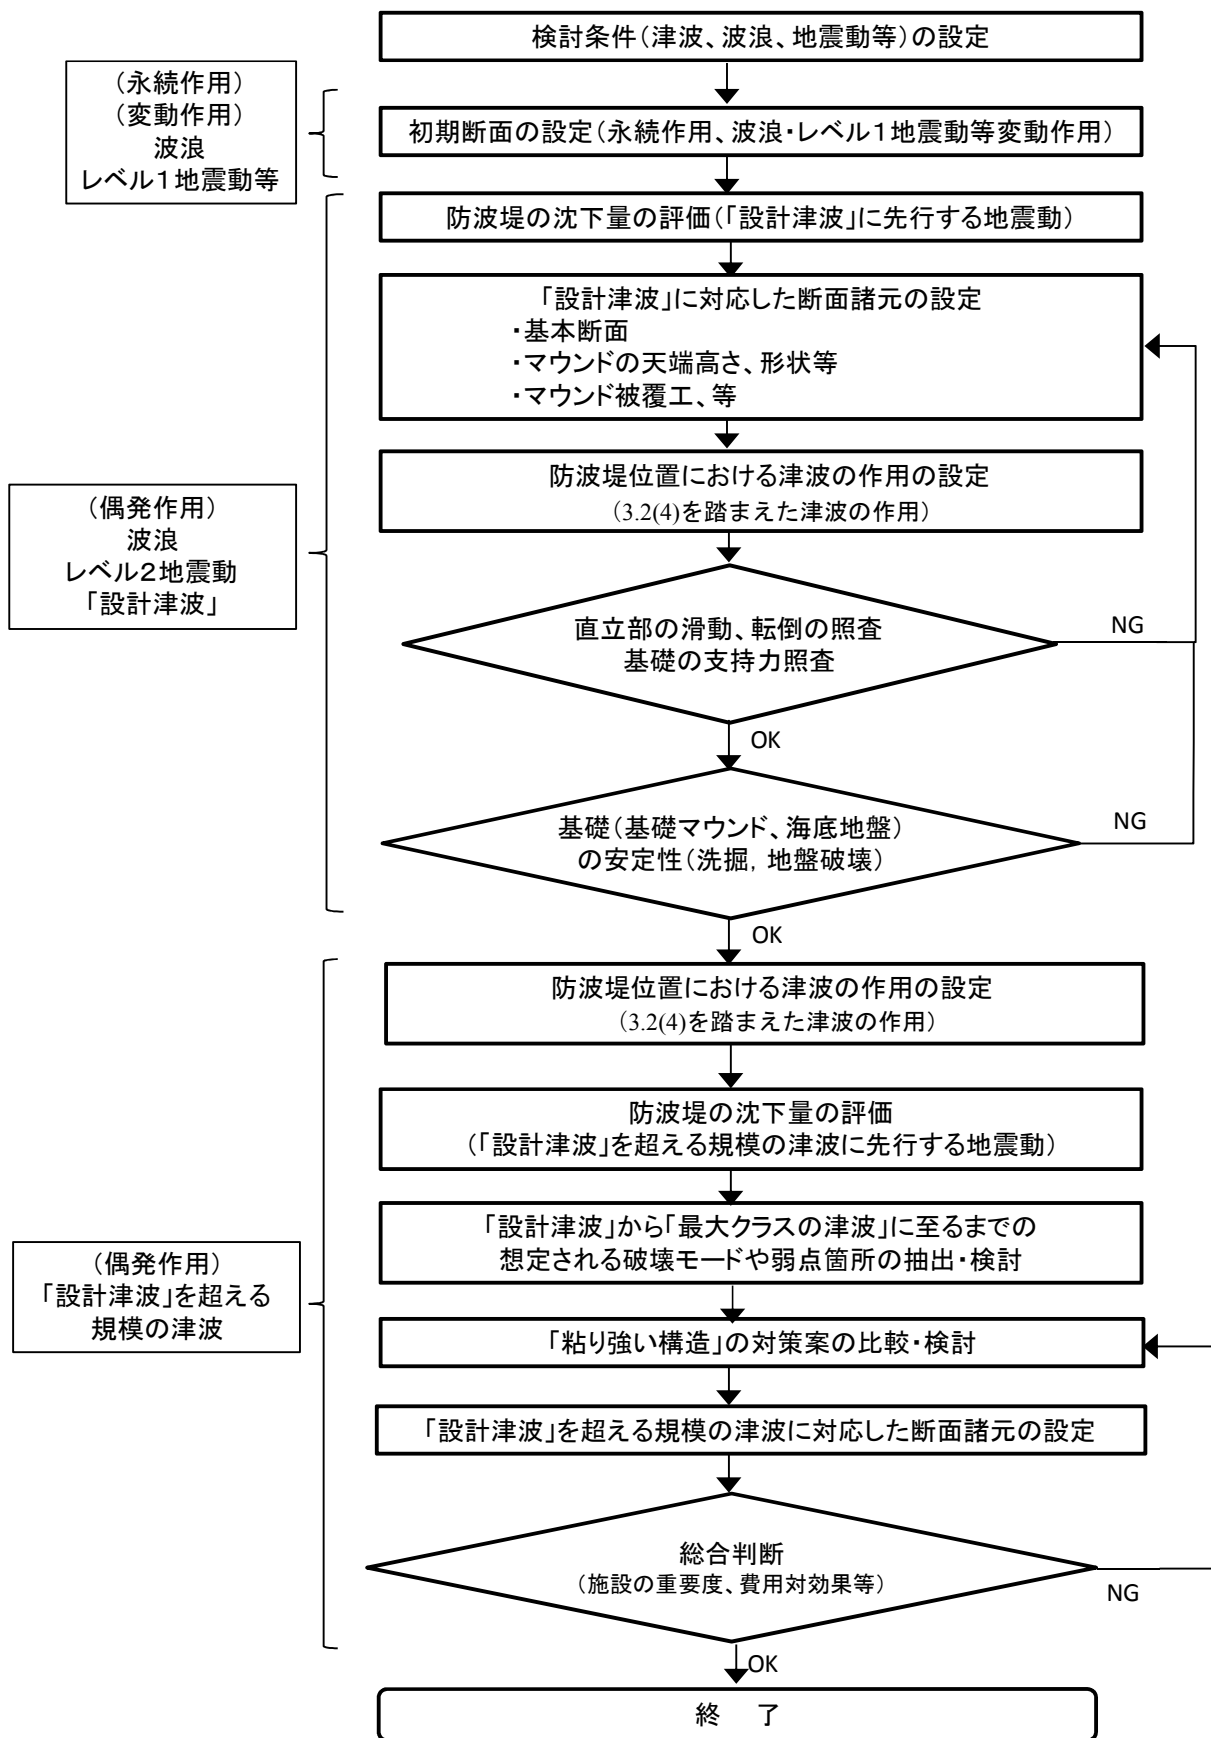 検討条件(津波、波浪、地震動等)の設定
(永続作用)
(変動作用)
波浪
レベル1地震動等
初期断面の設定(永続作用、波浪・レベル1地震動等変動作用)
防波堤の沈下量の評価(「設計津波」に先行する地震動)
「設計津波」に対応した断面諸元の設定
・基本断面
・マウンドの天端高さ、形状等
・マウンド被覆工、等
防波堤位置における津波の作用の設定
(3.2(4)を踏まえた津波の作用)
(偶発作用)
波浪
レベル2地震動
「設計津波」
直立部の滑動、転倒の照査
基礎の支持力照査
NG
OK
基礎(基礎マウンド、海底地盤)
の安定性(洗掘, 地盤破壊)
NG
OK
防波堤位置における津波の作用の設定
(3.2(4)を踏まえた津波の作用)
防波堤の沈下量の評価
(「設計津波」を超える規模の津波に先行する地震動)
「設計津波」から「最大クラスの津波」に至るまでの
想定される破壊モードや弱点箇所の抽出・検討
(偶発作用)
「設計津波」を超える
規模の津波
「粘り強い構造」の対策案の比較・検討
「設計津波」を超える規模の津波に対応した断面諸元の設定
総合判断
(施設の重要度、費用対効果等)
NG
OK
終 了